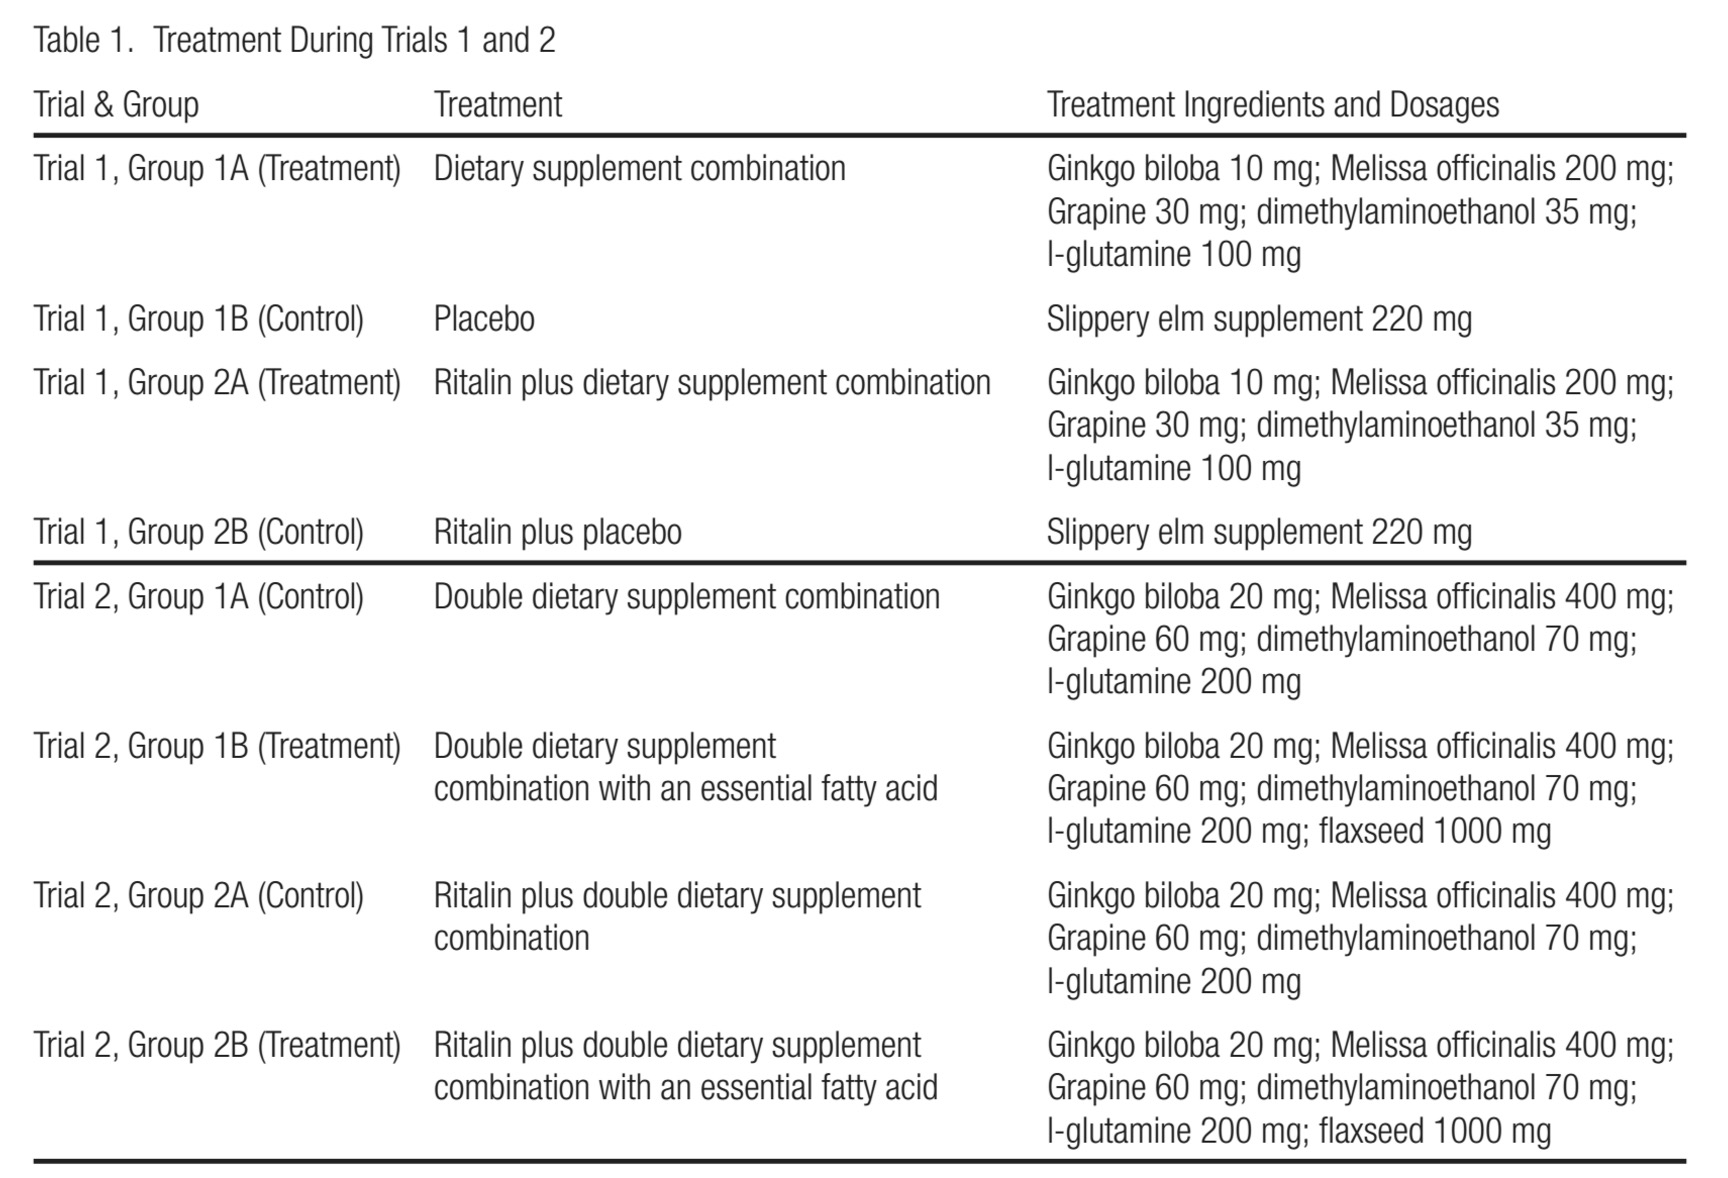 Table 1. Treatment During Trials 1 and 2
Trial & Group Treatment Treatment Ingredients and Dosages
Trial 1, Group 1A (Treatment) Dietary supplement combination Ginkgo biloba 10 mg; Melissa officinalis 200 mg;
Grapine 30 mg; dimethylaminoethanol 35 mg;
l-glutamine 100 mg
Trial 1, Group 1B (Control) Placebo Slippery elm supplement 220 mg
Trial 1, Group 2A (Treatment) Ritalin plus dietary supplement combination Ginkgo biloba 10 mg; Melissa officinalis 200 mg;
Grapine 30 mg; dimethylaminoethanol 35 mg;
l-glutamine 100 mg
Trial 1, Group 2B (Control) Ritalin plus placebo Slippery elm supplement 220 mg
Trial 2, Group 1A (Control) Double dietary supplement combination Ginkgo biloba 20 mg; Melissa officinalis 400 mg;
Grapine 60 mg; dimethylaminoethanol 70 mg;
l-glutamine 200 mg
Trial 2, Group 1B (Treatment) Double dietary supplement Ginkgo biloba 20 mg; Melissa officinalis 400 mg;
combination with an essential fatty acid Grapine 60 mg; dimethylaminoethanol 70 mg;
l-glutamine 200 mg; flaxseed 1000 mg
Trial 2, Group 2A (Control) Ritalin plus double dietary supplement Ginkgo biloba 20 mg; Melissa officinalis 400 mg;
combination Grapine 60 mg; dimethylaminoethanol 70 mg;
l-glutamine 200 mg
Trial 2, Group 2B (Treatment) Ritalin plus double dietary supplement Ginkgo biloba 20 mg; Melissa officinalis 400 mg;
combination with an essential fatty acid Grapine 60 mg; dimethylaminoethanol 70 mg;
l-glutamine 200 mg; flaxseed 1000 mg